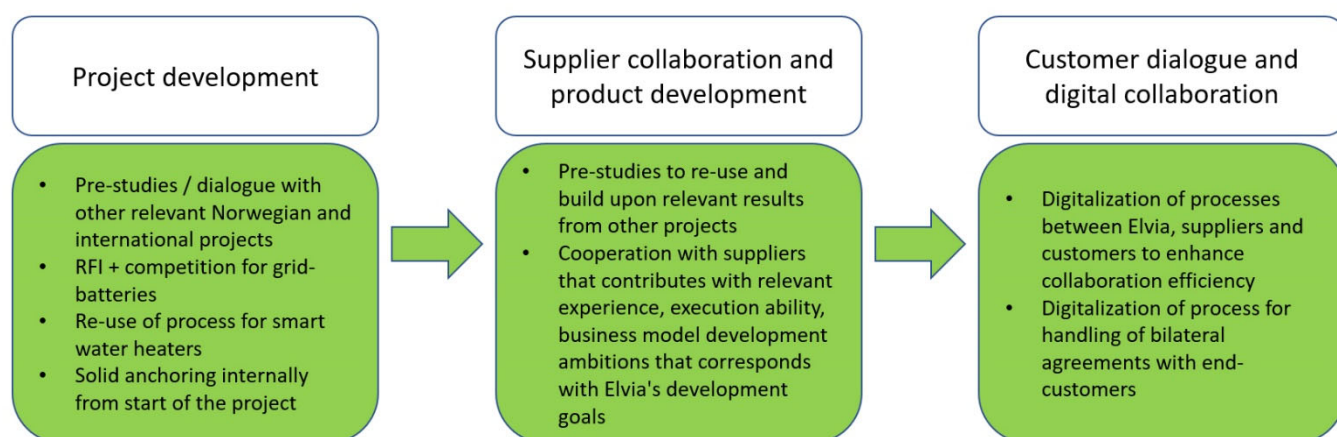 Project development
• Pre-studies / dialogue with
other relevant Norwegian and
international projects
• RFI + competition for grid-
batteries
• Re-use of process for smart
water heaters
• Solid anchoring internally
from start of the project
Supplier collaboration and
product development
• Pre-studies to re-use and
build upon relevant results
from other projects
• Cooperation with suppliers
that contributes with relevant
experience, execution ability,
business model development
ambitions that corresponds
with Elvia's development
goals
Customer dialogue and
digital collaboration
• Digitalization of processes
between Elvia, suppliers and
customers to enhance
collaboration efficiency
• Digitalization of process for
handling of bilateral
agreements with end-
customers